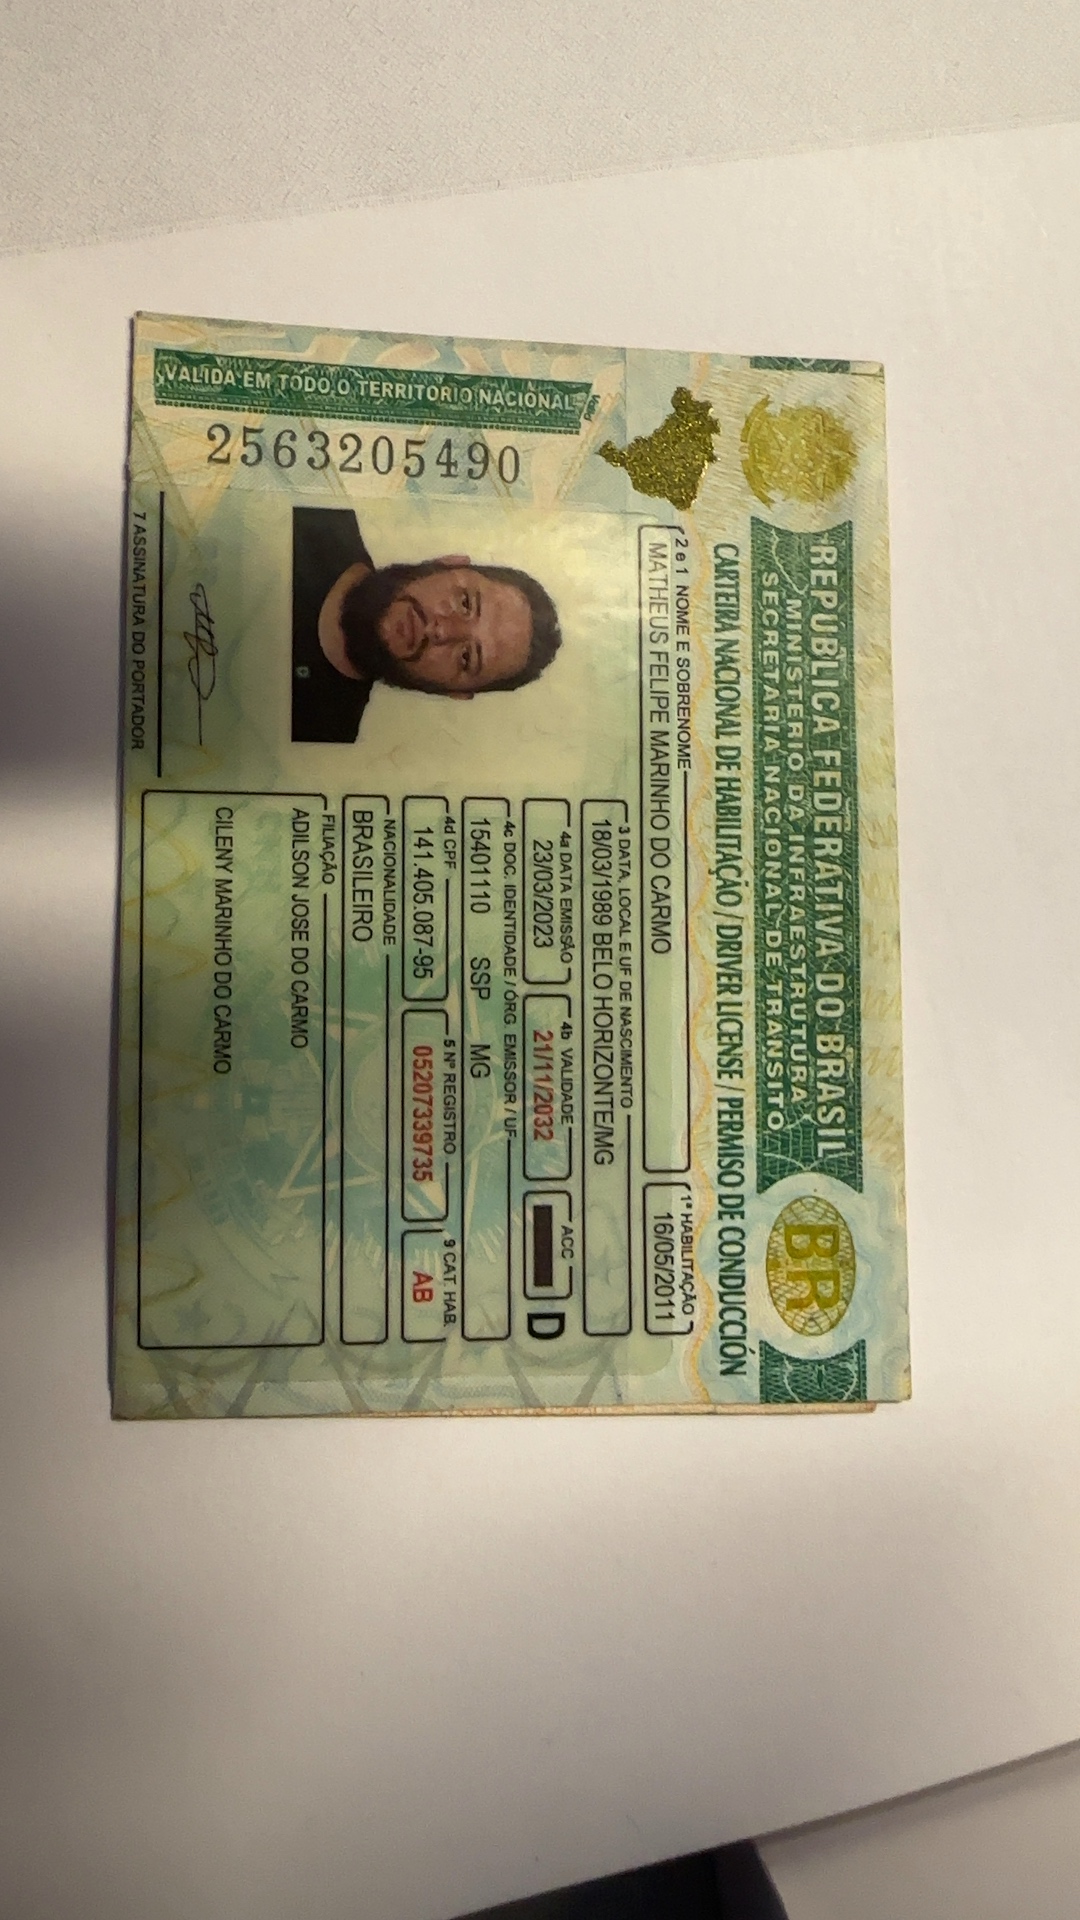 REPÚBLICA FEDERATIVA DO BRASIL
MINISTÉRIO DA INFRAESTRUTURA
SECRETARIA NACIONAL DE TRÂNSITO
BR
CARTEIRA NACIONAL DE HABILITAÇÃO / DRIVER LICENSE / PERMISO DE CONDUCCIÓN
2 e 1 NOME E SOBRENOME
1ª HABILITAÇÃO
MATHEUS FELIPE MARINHO DO CARMO
16/05/2011
3 DATA, LOCAL E UF DE NASCIMENTO
18/03/1989 BELO HORIZONTE/MG
4a DATA EMISSÃO
4b VALIDADE
ACC
23/03/2023
21/11/2032
D
4c DOC. IDENTIDADE / ÓRG EMISSOR / UF
15401110 SSP MG
4d CPF
5 Nº REGISTRO
9 CAT. HAB.
141.405.087-95
05207339735
AB
NACIONALIDADE
BRASILEIRO
FILIAÇÃO
ADILSON JOSE DO CARMO
CILENY MARINHO DO CARMO
7 ASSINATURA DO PORTADOR
VÁLIDA EM TODO O TERRITÓRIO NACIONAL
2563205490